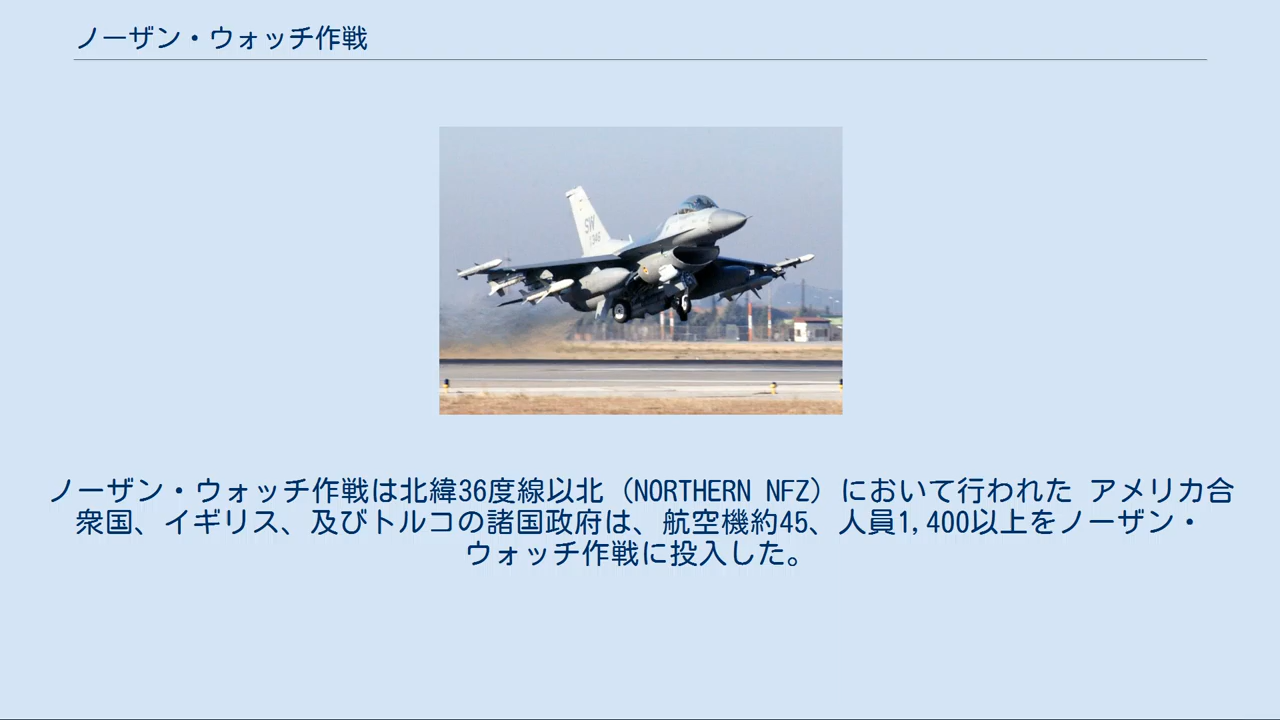 ノーザン・ウォッチ作戦
SW
ノーザン・ウォッチ作戦は北緯36度線以北（NORTHERN NFZ）において行われた アメリカ合
衆国、イギリス、及びトルコの諸国政府は、航空機約45、人員1,400以上をノーザン・
ウォッチ作戦に投入した。